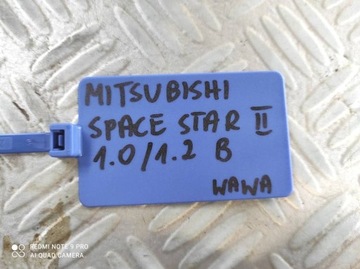 MITSUBISHI
SPACE STAR II
1.0/1.2 B
WAWA
REDMI NOTE 9 PRO
AI QUAD CAMERA